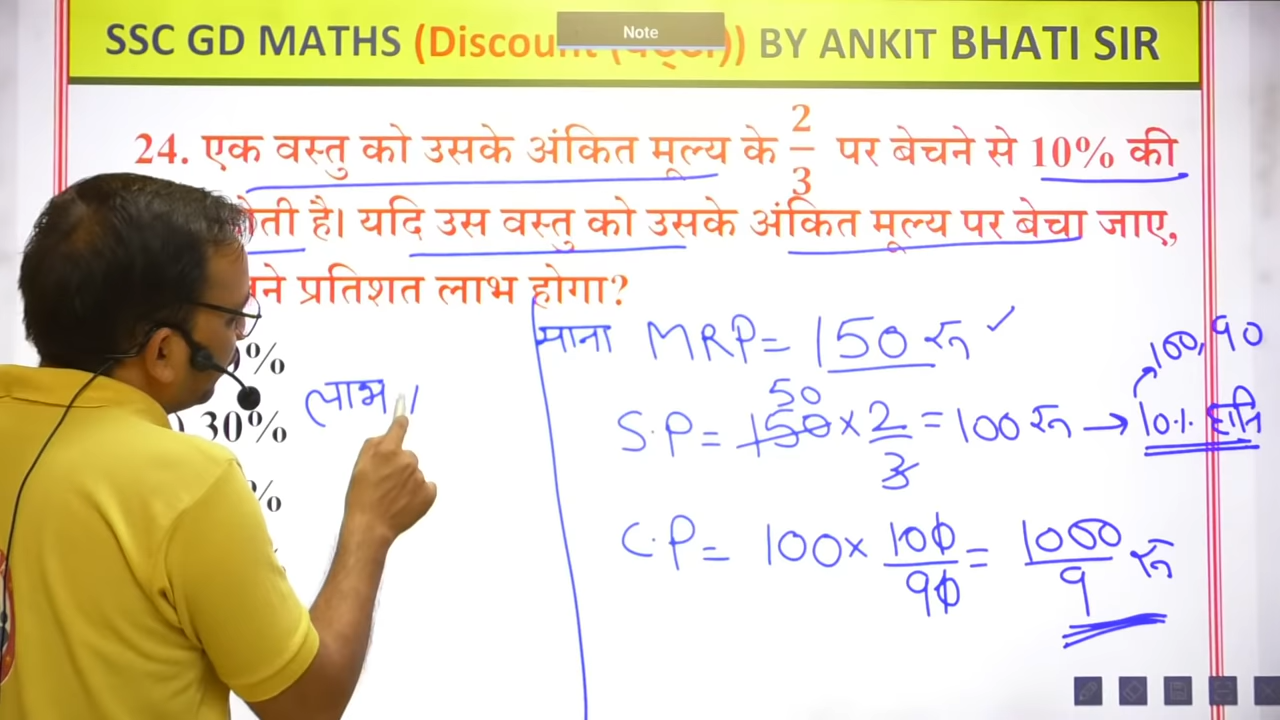 SSC GD MATHS (Discount (बट्टा)) BY ANKIT BHATI SIR
Note
24. एक वस्तु को उसके अंकित मूल्य के 2/3 पर बेचने से 10% की
होती है। यदि उस वस्तु को उसके अंकित मूल्य पर बेचा जाए,
प्रतिशत लाभ होगा?
माना MRP = 150 रु ✓
100, 90
S.P = 150 × 2/3 = 100 रु → 10% हानि
50
30%
लाभ
C.P = 100 × 100/90 = 1000/9 रु